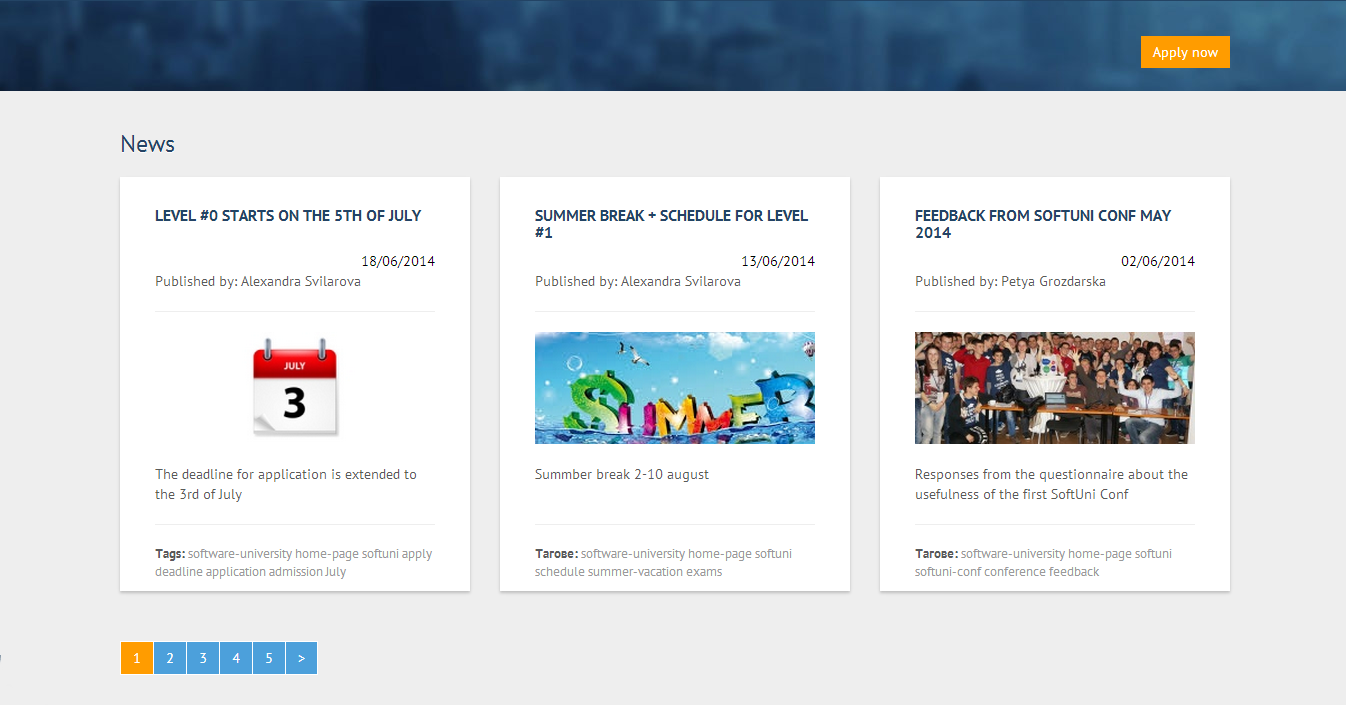 Apply now
News
LEVEL #0 STARTS ON THE 5TH OF JULY
18/06/2014
Published by: Alexandra Svilarova
JULY
3
The deadline for application is extended to
the 3rd of July
Tags: software-university home-page softuni apply
deadline application admission July
SUMMER BREAK + SCHEDULE FOR LEVEL
#1
13/06/2014
Published by: Alexandra Svilarova
SUMMER
Summber break 2-10 august
Тагове: software-university home-page softuni
schedule summer-vacation exams
FEEDBACK FROM SOFTUNI CONF MAY
2014
02/06/2014
Published by: Petya Grozdarska
Responses from the questionnaire about the
usefulness of the first SoftUni Conf
Тагове: software-university home-page softuni
softuni-conf conference feedback
1 2 3 4 5 >